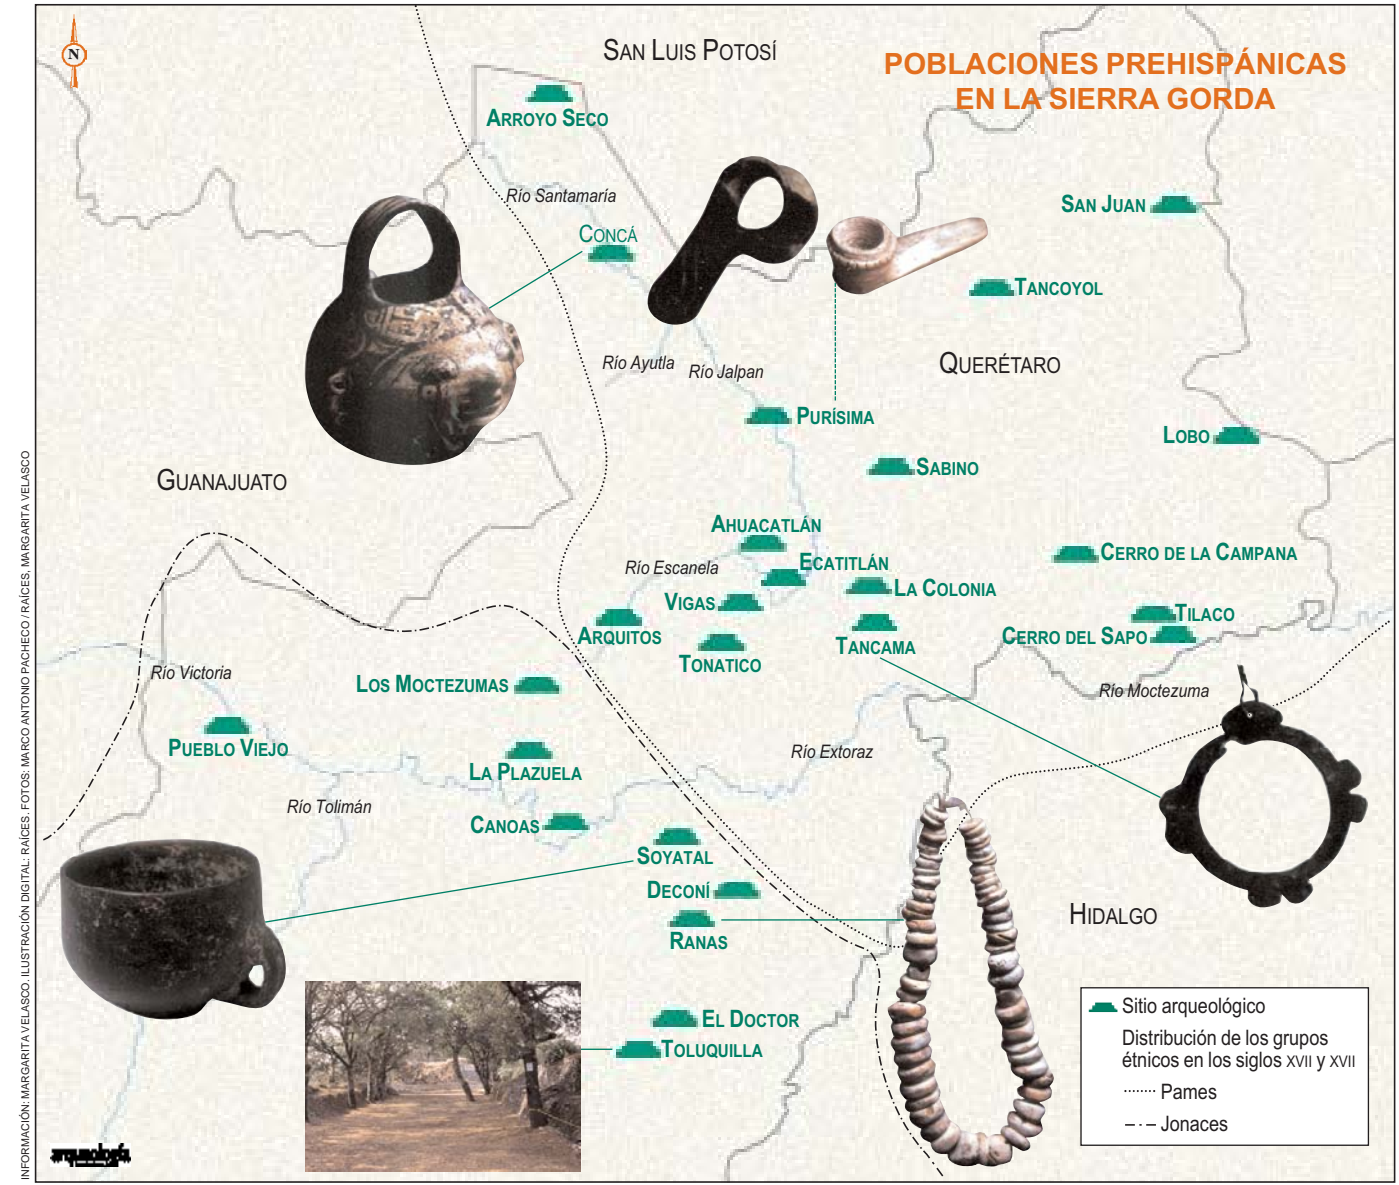 POBLACIONES PREHISPÁNICAS
EN LA SIERRA GORDA
N
SAN LUIS POTOSÍ
ARROYO SECO
Río Santamaría
SAN JUAN
CONCÁ
TANCOYOL
Río Ayutla
Río Jalpan
QUERÉTARO
PURÍSIMA
LOBO
SABINO
GUANAJUATO
AHUACATLÁN
CERRO DE LA CAMPANA
ECATITLÁN
Río Escanela
LA COLONIA
VIGAS
TILACO
ARQUITOS
CERRO DEL SAPO
TANCAMA
TONATICO
Río Victoria
LOS MOCTEZUMAS
Río Moctezuma
PUEBLO VIEJO
Río Extoraz
LA PLAZUELA
Río Tolimán
CANOAS
SOYATAL
DECONÍ
HIDALGO
RANAS
EL DOCTOR
TOLUQUILLA
Sitio arqueológico
Distribución de los grupos
étnicos en los siglos XVII y XVII
Pames
Jonaces
arqueología
INFORMACIÓN: MARGARITA VELASCO. ILUSTRACIÓN DIGITAL: RAÍCES. FOTOS: MARCO ANTONIO PACHECO / RAÍCES, MARGARITA VELASCO